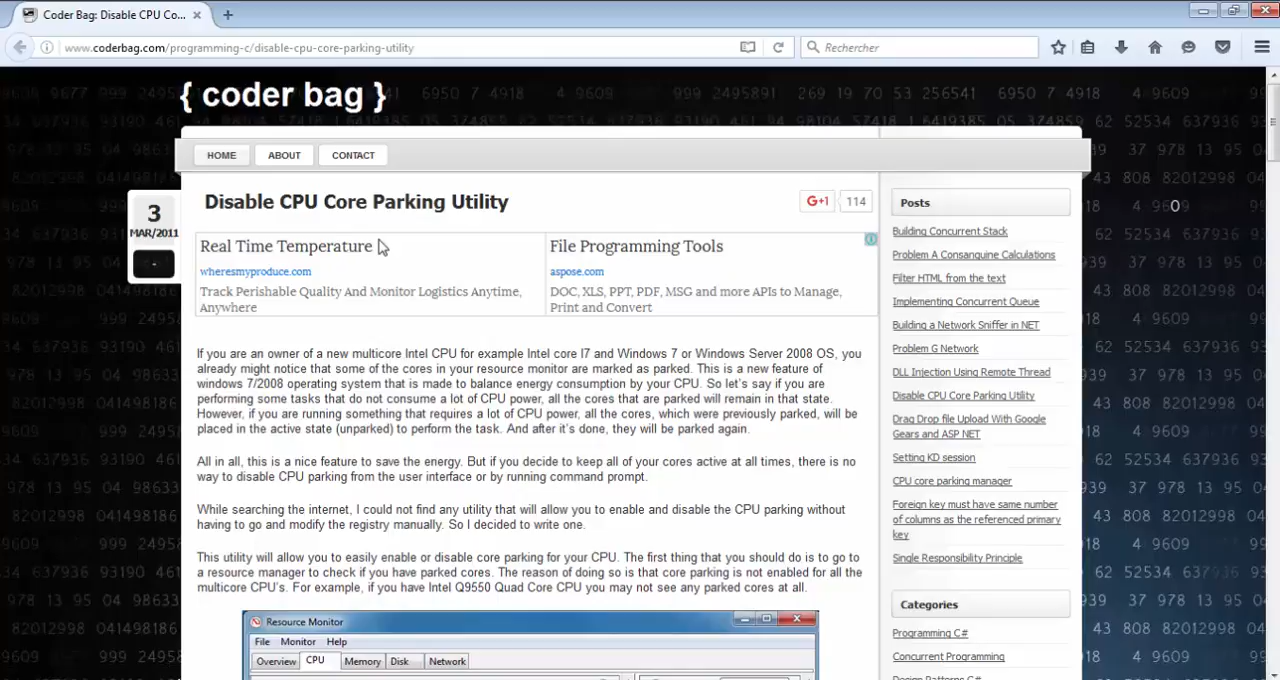 Coder Bag: Disable CPU Co...
www.coderbag.com/programming-c/disable-cpu-core-parking-utility
Rechercher
{ coder bag }
HOME ABOUT CONTACT
3
MAR/2011
-
Disable CPU Core Parking Utility
G+1 114
Real Time Temperature
wheresmyproduce.com
Track Perishable Quality And Monitor Logistics Anytime,
Anywhere
File Programming Tools
aspose.com
DOC, XLS, PPT, PDF, MSG and more APIs to Manage,
Print and Convert
If you are an owner of a new multicore Intel CPU for example Intel core I7 and Windows 7 or Windows Server 2008 OS, you
already might notice that some of the cores in your resource monitor are marked as parked. This is a new feature of
windows 7/2008 operating system that is made to balance energy consumption by your CPU. So let's say if you are
performing some tasks that do not consume a lot of CPU power, all the cores that are parked will remain in that state.
However, if you are running something that requires a lot of CPU power, all the cores, which were previously parked, will be
placed in the active state (unparked) to perform the task. And after it's done, they will be parked again.
All in all, this is a nice feature to save the energy. But if you decide to keep all of your cores active at all times, there is no
way to disable CPU parking from the user interface or by running command prompt.
While searching the internet, I could not find any utility that will allow you to enable and disable the CPU parking without
having to go and modify the registry manually. So I decided to write one.
This utility will allow you to easily enable or disable core parking for your CPU. The first thing that you should do is to go to
a resource manager to check if you have parked cores. The reason of doing so is that core parking is not enabled for all the
multicore CPU's. For example, if you have Intel Q9550 Quad Core CPU you may not see any parked cores at all.
Resource Monitor
File Monitor Help
Overview CPU Memory Disk Network
Posts
Building Concurrent Stack
Problem A Consanguine Calculations
Filter HTML from the text
Implementing Concurrent Queue
Building a Network Sniffer in NET
Problem G Network
DLL Injection Using Remote Thread
Disable CPU Core Parking Utility
Drag Drop file Upload With Google
Gears and ASP NET
Setting KD session
CPU core parking manager
Foreign key must have same number
of columns as the referenced primary
key
Single Responsibility Principle
Categories
Programming C#
Concurrent Programming
Design Patterns C#